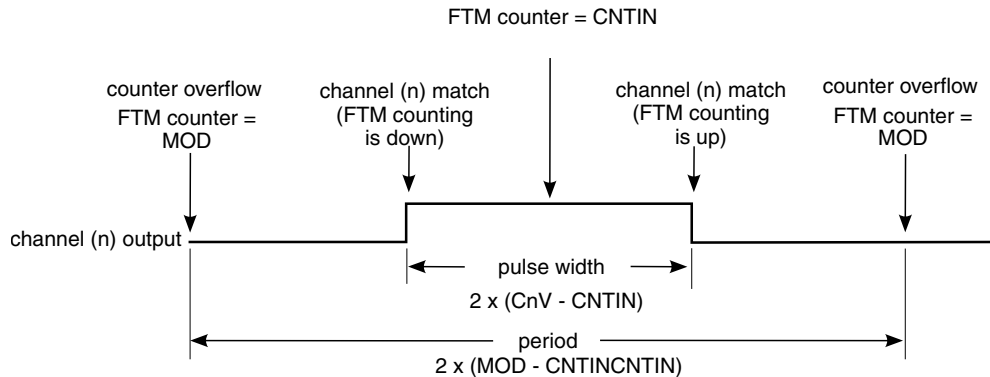 FTM counter = CNTIN
counter overflow
FTM counter =
MOD
channel (n) match
(FTM counting
is down)
channel (n) match
(FTM counting
is up)
counter overflow
FTM counter =
MOD
channel (n) output
pulse width
2 x (CnV - CNTIN)
period
2 x (MOD - CNTINCNTIN)